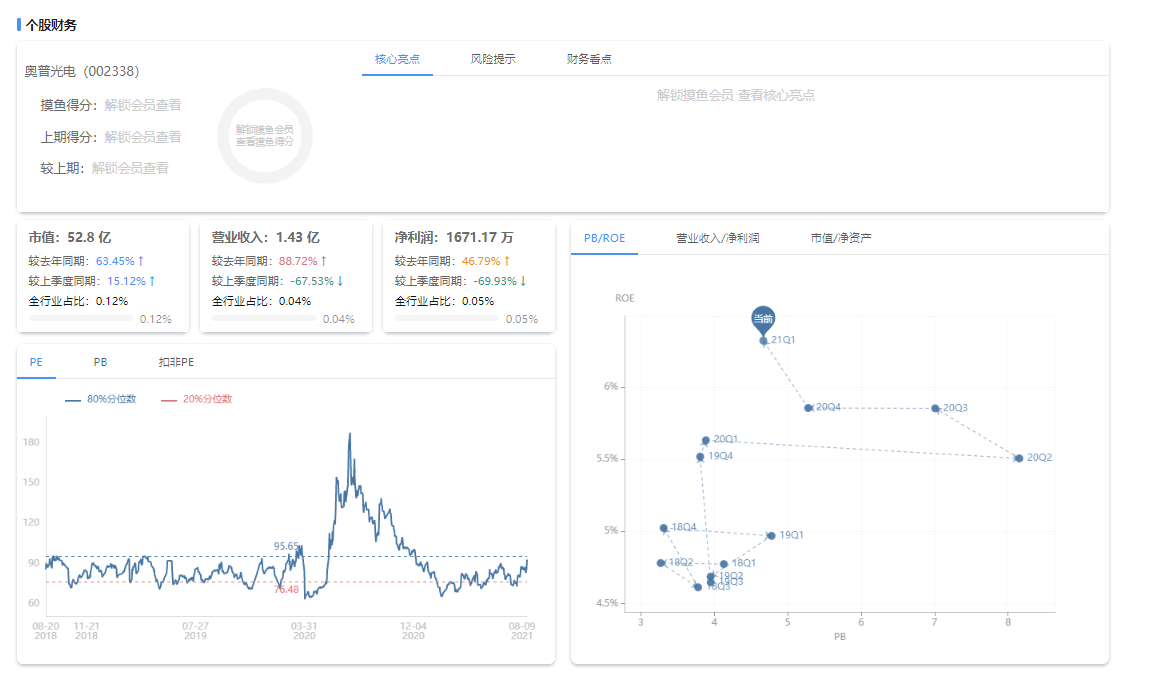 个股财务
奥普光电（002338）
核心亮点 风险提示 财务看点
摸鱼得分：解锁会员查看
上期得分：解锁会员查看
较上期：解锁会员查看
解锁摸鱼会员
查看摸鱼得分
解锁摸鱼会员 查看核心亮点
市值：52.8 亿
较去年同期：63.45%↑
较上季度同期：15.12%↑
全行业占比：0.12%
0.12%
营业收入：1.43 亿
较去年同期：88.72%↑
较上季度同期：-67.53%↓
全行业占比：0.04%
0.04%
净利润：1671.17 万
较去年同期：46.79%↑
较上季度同期：-69.93%↓
全行业占比：0.05%
0.05%
PE PB 扣非PE
80%分位数 20%分位数
180
150
120
90
60
95.65
76.48
08-20 11-21 07-27 03-31 12-04 08-09
2018 2018 2019 2020 2020 2021
PB/ROE 营业收入/净利润 市值/净资产
ROE
当前
21Q1
6%
20Q4 20Q3
20Q1
5.5% 19Q4 20Q2
5% 18Q4 19Q1
18Q2 18Q1
19Q2
19Q3
18Q3
4.5%
3 4 5 6 7 8
PB